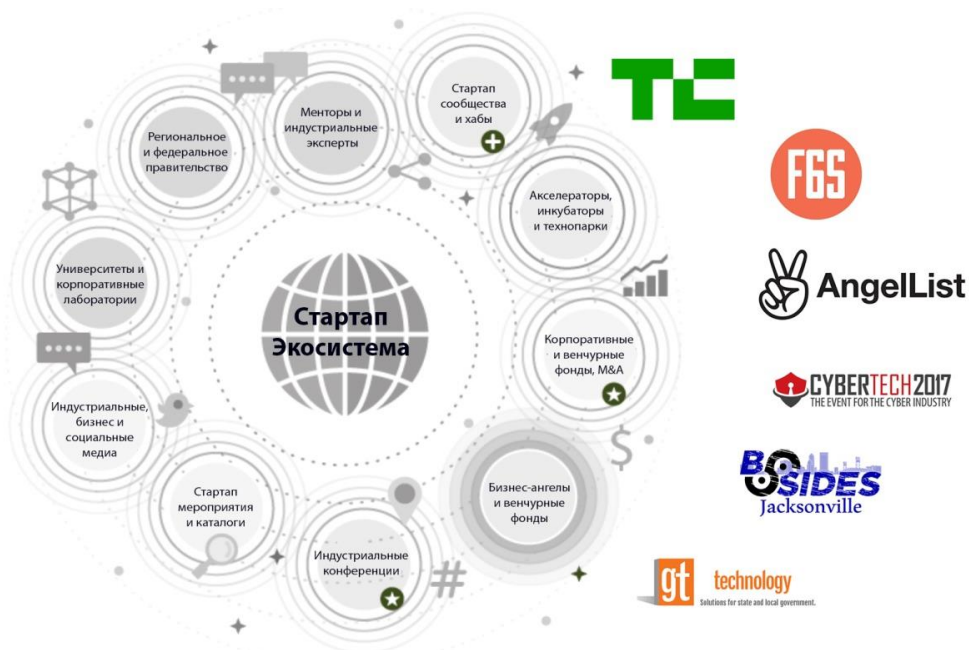 Стартап
сообщества
и хабы
Менторы и
индустриальные
эксперты
Региональное
и федеральное
правительство
Акселераторы,
инкубаторы
и технопарки
Университеты и
корпоративные
лаборатории
Стартап
Экосистема
Корпоративные
и венчурные
фонды, M&A
Индустриальные,
бизнес и
социальные
медиа
Бизнес-ангелы
и венчурные
фонды
Стартап
мероприятия
и каталоги
Индустриальные
конференции
$
#
TC
F6S
AngelList
CYBERTECH 2017
THE EVENT FOR THE CYBER INDUSTRY
BSIDES
Jacksonville
gt technology
Solutions for state and local government.